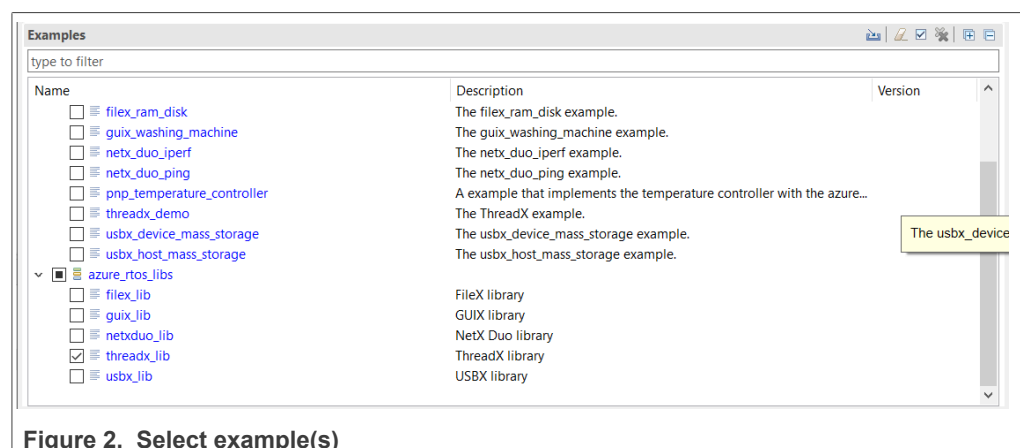 Examples
type to filter
Name Description Version
filex_ram_disk The filex_ram_disk example.
guix_washing_machine The guix_washing_machine example.
netx_duo_iperf The netx_duo_iperf example.
netx_duo_ping The netx_duo_ping example.
pnp_temperature_controller A example that implements the temperature controller with the azure...
threadx_demo The ThreadX example.
usbx_device_mass_storage The usbx_device_mass_storage example.
The usbx_device
usbx_host_mass_storage The usbx_host_mass_storage example.
azure_rtos_libs
filex_lib FileX library
guix_lib GUIX library
netxduo_lib NetX Duo library
threadx_lib ThreadX library
usbx_lib USBX library
Figure 2. Select example(s)